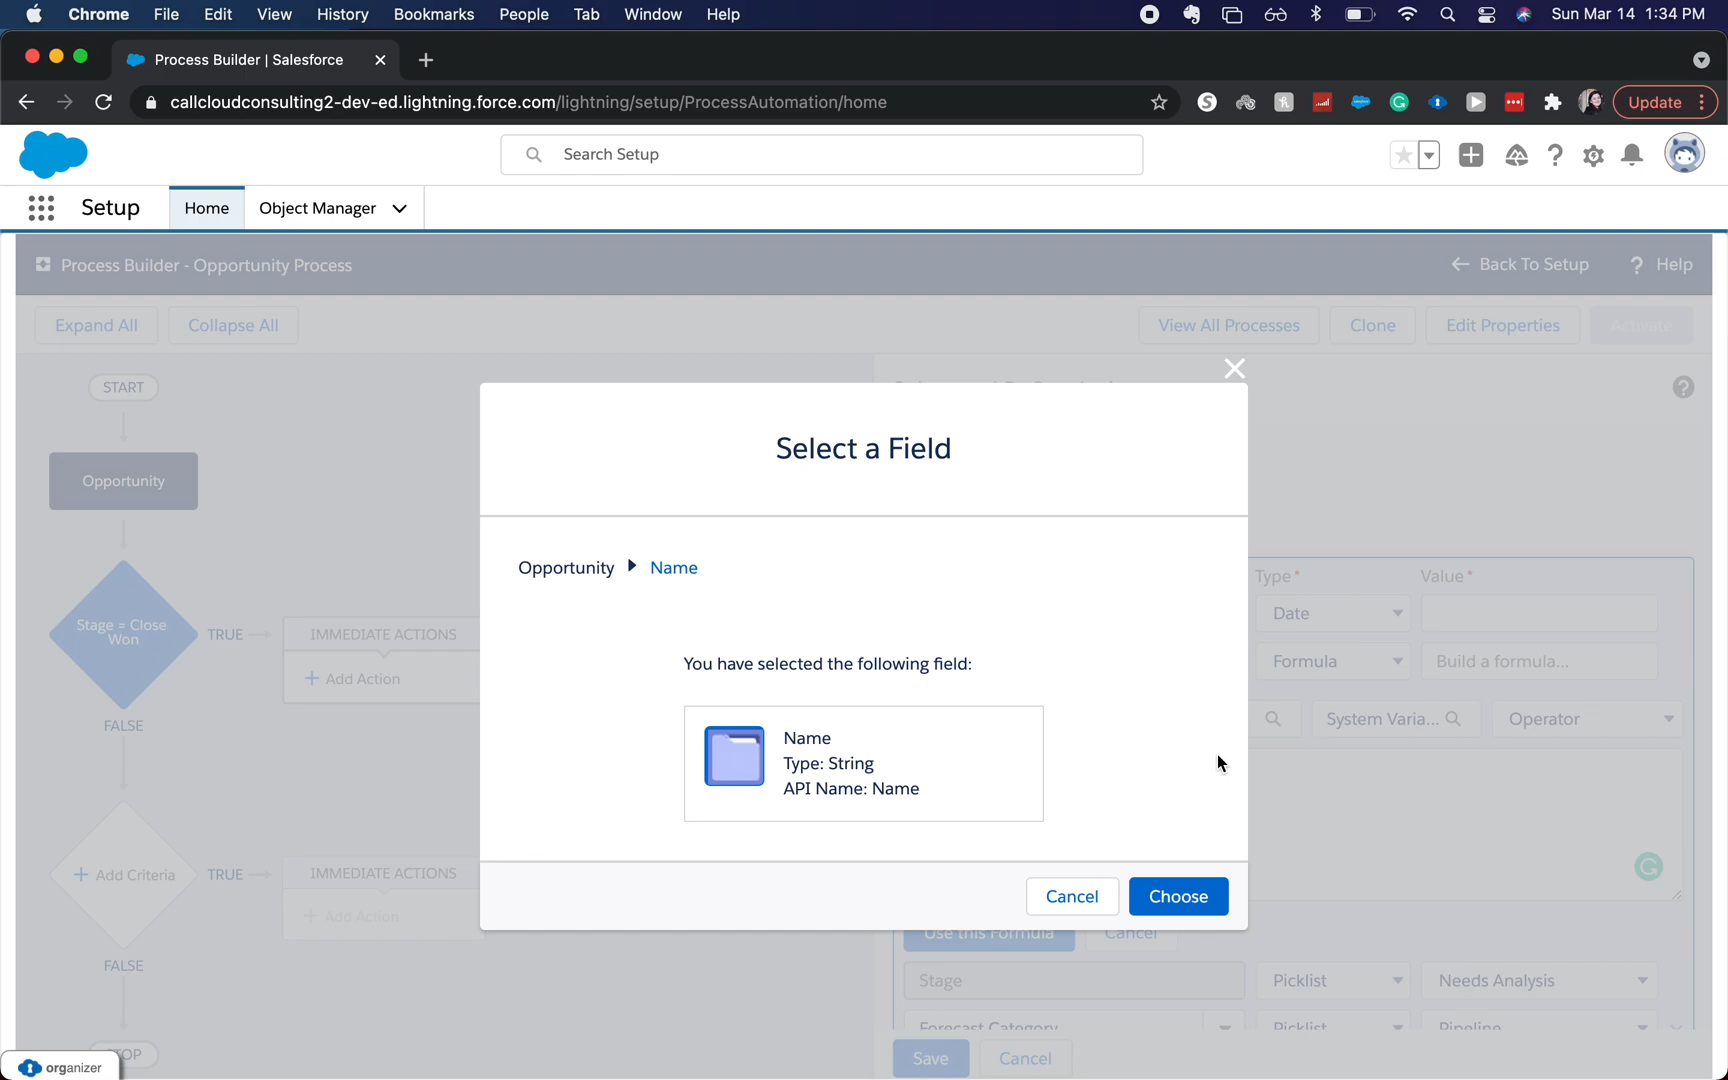 Chrome File Edit View History Bookmarks People Tab Window Help Sun Mar 14 1:34 PM
Process Builder | Salesforce
callcloudconsulting2-dev-ed.lightning.force.com/lightning/setup/ProcessAutomation/home Update
Search Setup
Setup Home Object Manager
Process Builder - Opportunity Process Back To Setup ? Help
Expand All Collapse All View All Processes Clone Edit Properties Activate
START
Select a Field
Opportunity
Opportunity Name
Type* Value*
Date
Stage = Close
Won
TRUE IMMEDIATE ACTIONS
You have selected the following field:
Formula Build a formula...
+ Add Action
FALSE
System Varia... Operator
Name
Type: String
API Name: Name
+ Add Criteria TRUE IMMEDIATE ACTIONS
+ Add Action
Cancel Choose
Use this Formula Cancel
FALSE
Stage Picklist Needs Analysis
Forecast Category Picklist Pipeline
Save Cancel
organizer